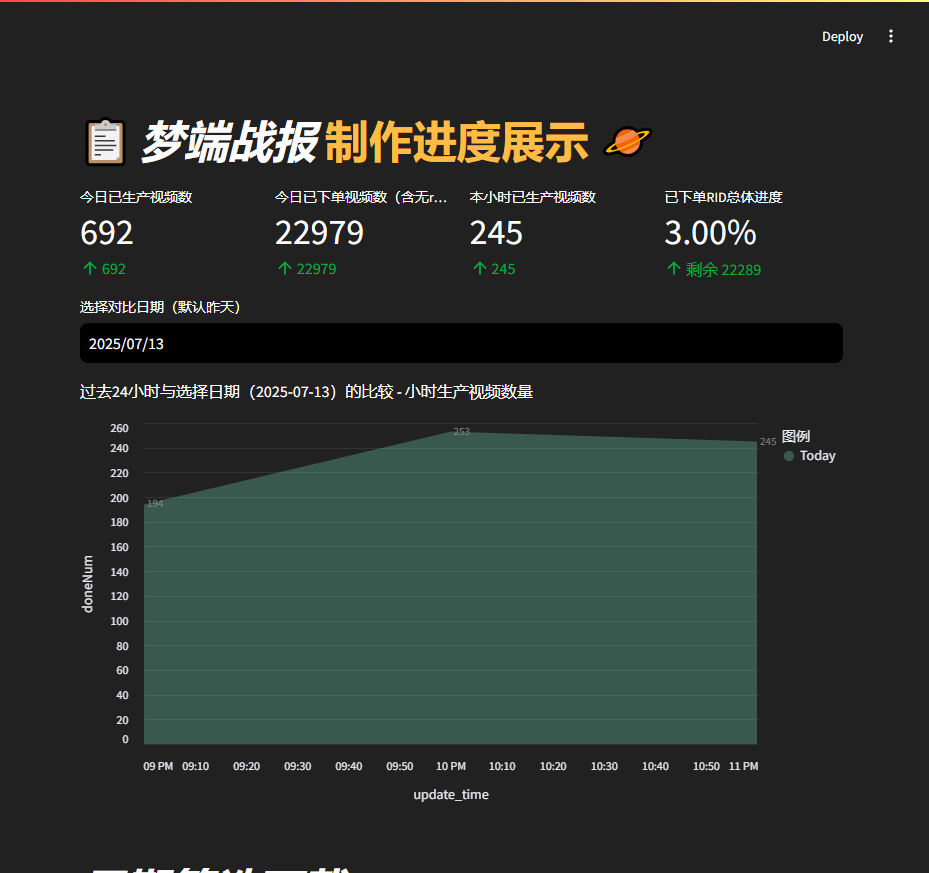 Deploy
梦端战报 制作进度展示
今日已生产视频数
692
692
今日已下单视频数（含无r...
22979
22979
本小时已生产视频数
245
245
已下单RID总体进度
3.00%
剩余 22289
选择对比日期（默认昨天）
2025/07/13
过去24小时与选择日期（2025-07-13）的比较 - 小时生产视频数量
260
240
220
200
180
160
140
120
100
80
60
40
20
0
doneNum
194
253
245
图例
Today
09 PM 09:10 09:20 09:30 09:40 09:50 10 PM 10:10 10:20 10:30 10:40 10:50 11 PM
update_time